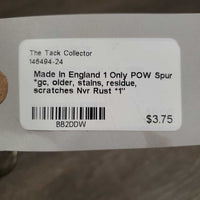 The Tack Collector
146494-24
Made in England 1 Only POW Spur
*gc, older, stains, residue,
scratches Nvr Rust *1"
BB2DDW
$3.75